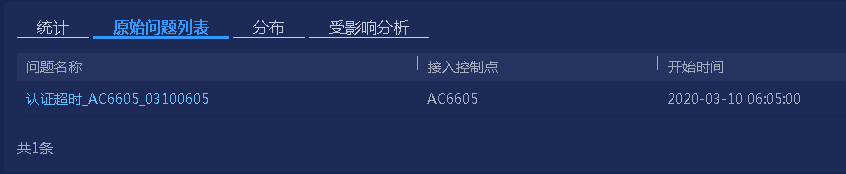 统计 原始问题列表 分布 受影响分析
问题名称 接入控制点 开始时间
认证超时_AC6605_03100605 AC6605 2020-03-10 06:05:00
共1条